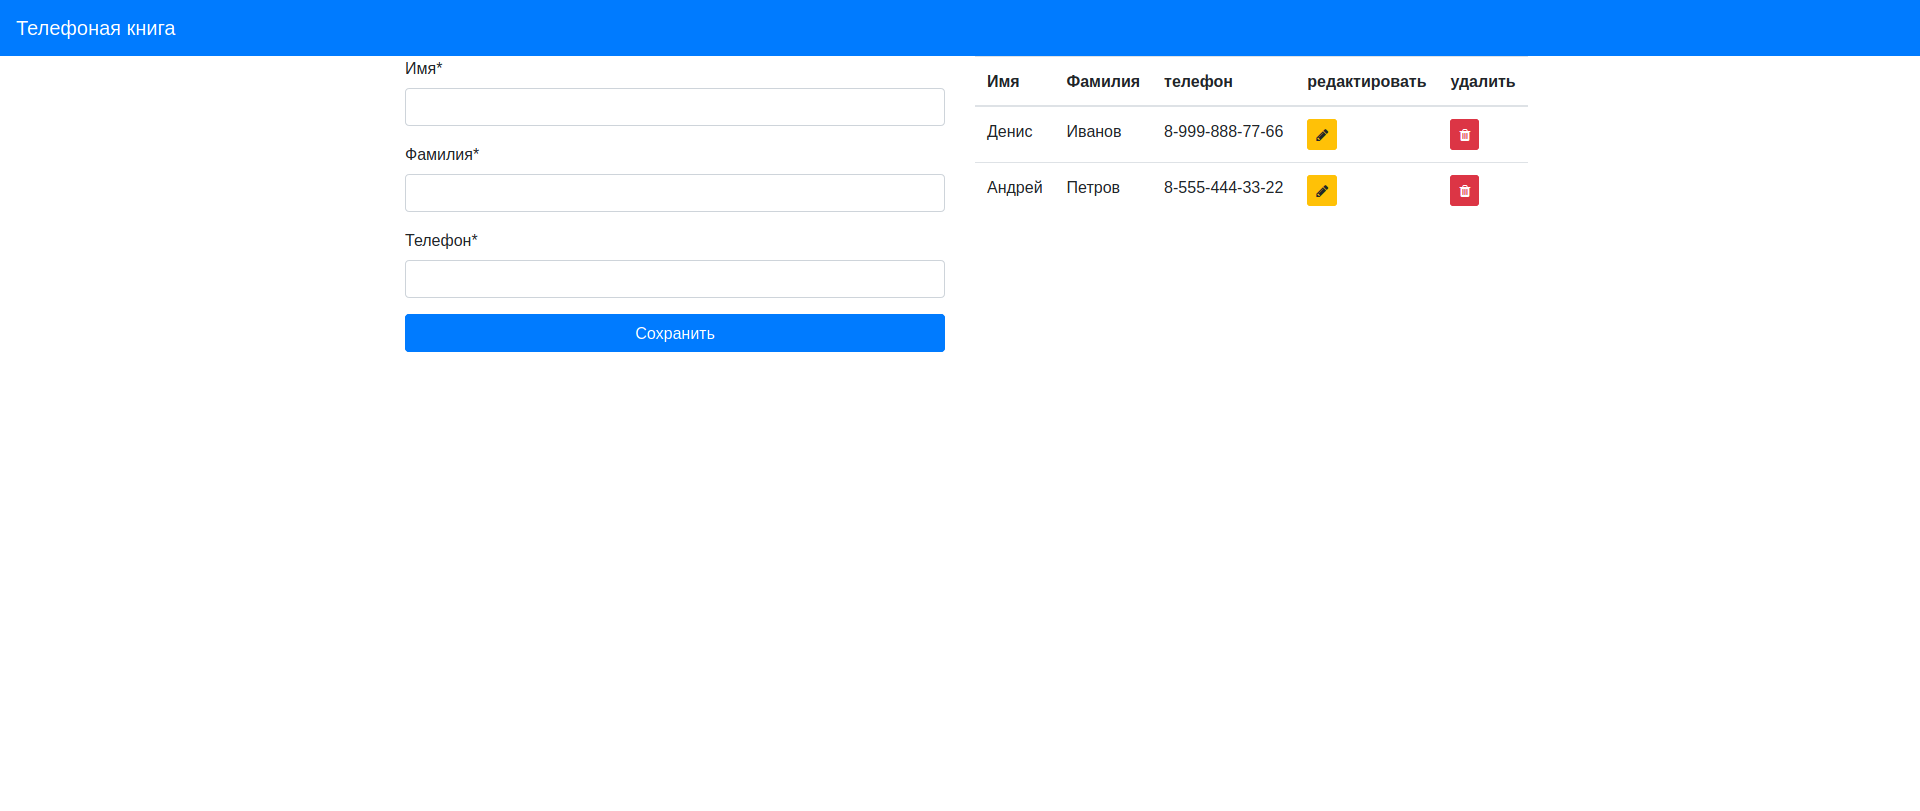 Телефоная книга
Имя*
Фамилия*
Телефон*
Сохранить
Имя Фамилия телефон редактировать удалить
Денис Иванов 8-999-888-77-66
Андрей Петров 8-555-444-33-22